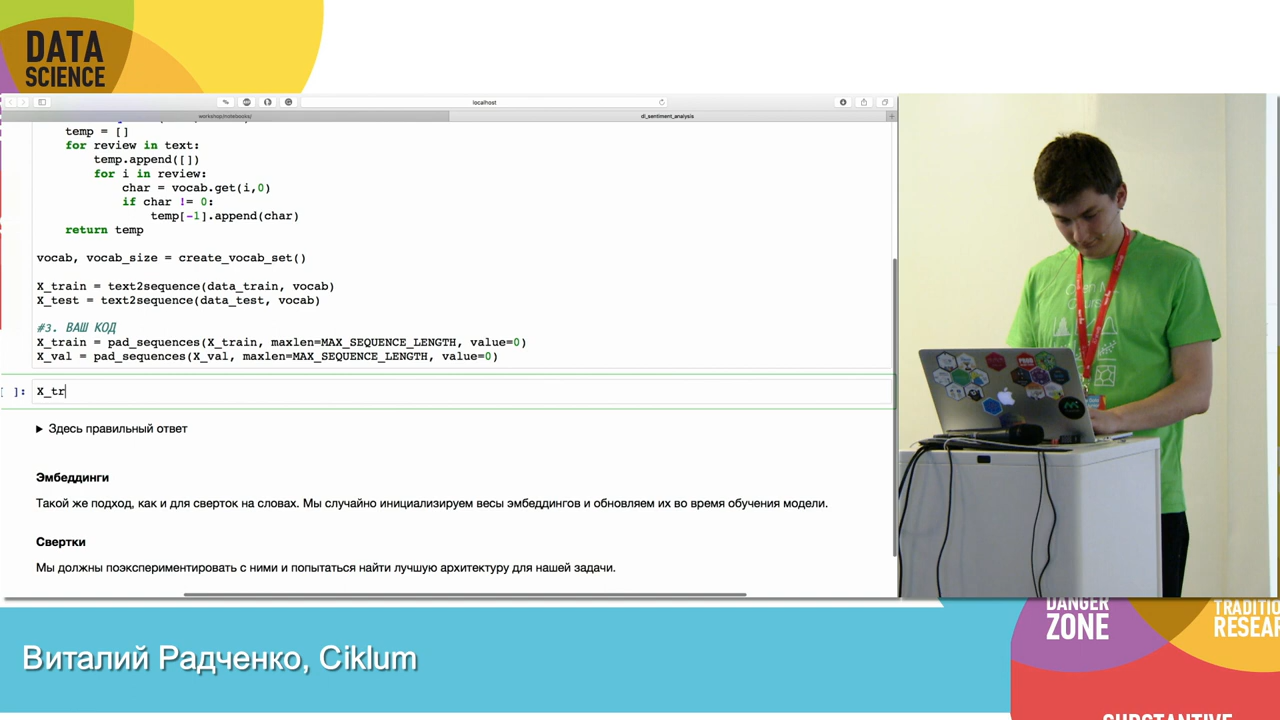 DATA
SCIENCE
localhost
workshop/notebooks/
dl_sentiment_analysis
temp = []
for review in text:
temp.append([])
for i in review:
char = vocab.get(i,0)
if char != 0:
temp[-1].append(char)
return temp
vocab, vocab_size = create_vocab_set()
X_train = text2sequence(data_train, vocab)
X_test = text2sequence(data_test, vocab)
#3. ВАШ КОД
X_train = pad_sequences(X_train, maxlen=MAX_SEQUENCE_LENGTH, value=0)
X_val = pad_sequences(X_val, maxlen=MAX_SEQUENCE_LENGTH, value=0)
[ ]: X_tr
▶ Здесь правильный ответ
Эмбеддинги
Такой же подход, как и для сверток на словах. Мы случайно инициализируем весы эмбеддингов и обновляем их во время обучения модели.
Свертки
Мы должны поэкспериментировать с ними и попытаться найти лучшую архитектуру для нашей задачи.
DANGER
ZONE
TRADITIO
RESEAR
SUBSTANTIVE
Виталий Радченко, Ciklum